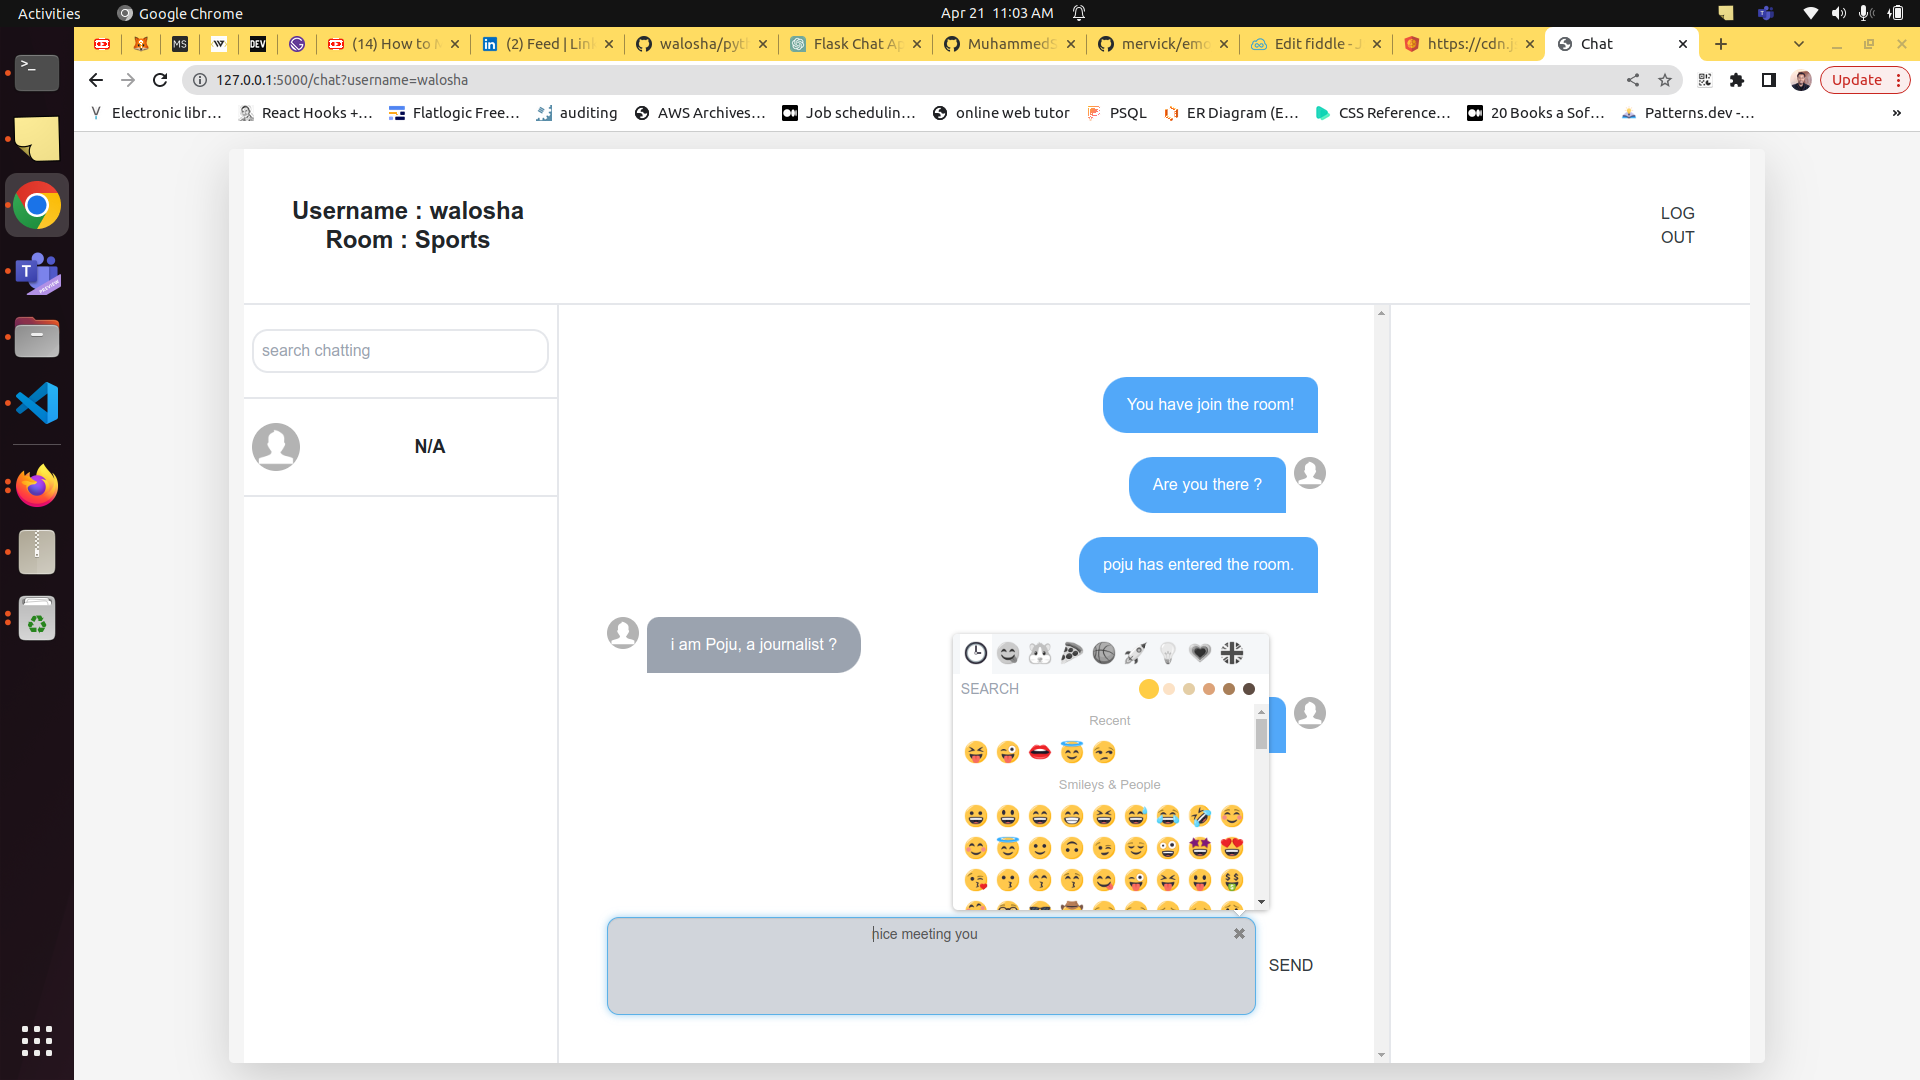 Activities
Google Chrome
Apr 21 11:03 AM
MS
DEV
(14) How to
(2) Feed | Lin
walosha/pyt
Flask Chat Ap
MuhammedS
mervick/emo
Edit fiddle - J
https://cdn.j
Chat
127.0.0.1:5000/chat?username=walosha
Update
Electronic libr...
React Hooks +...
Flatlogic Free...
auditing
AWS Archives...
Job schedulin...
online web tutor
PSQL
ER Diagram (E...
CSS Reference...
20 Books a Sof...
Patterns.dev -...
»
Username : walosha
Room : Sports
LOG
OUT
search chatting
N/A
You have join the room!
Are you there ?
poju has entered the room.
i am Poju, a journalist ?
SEARCH
Recent
Smileys & People
nice meeting you
SEND